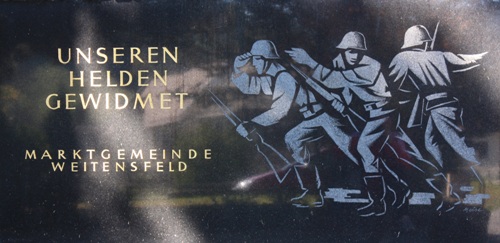 UNSEREN
HELDEN
GEWIDMET
MARKTGEMEINDE
WEITENSFELD